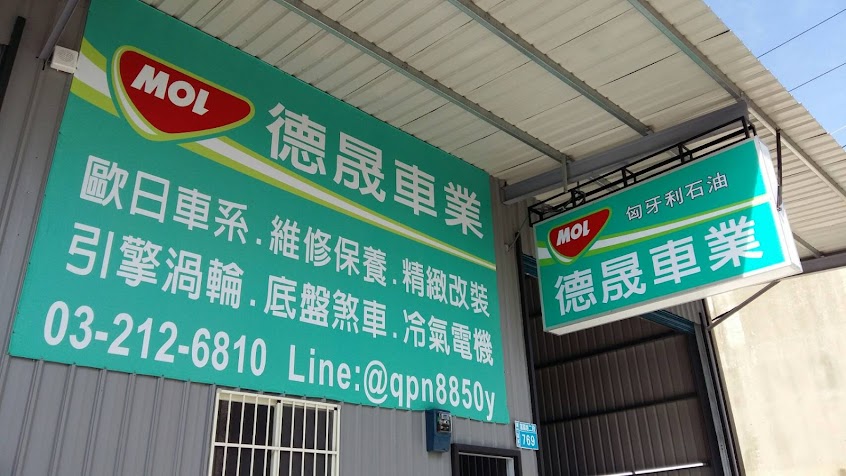 MOL
德晟車業
歐日車系.維修保養.精緻改裝
引擎渦輪.底盤煞車.冷氣電機
03-212-6810 Line:@qpn8850y
MOL
匈牙利石油
德晟車業
769